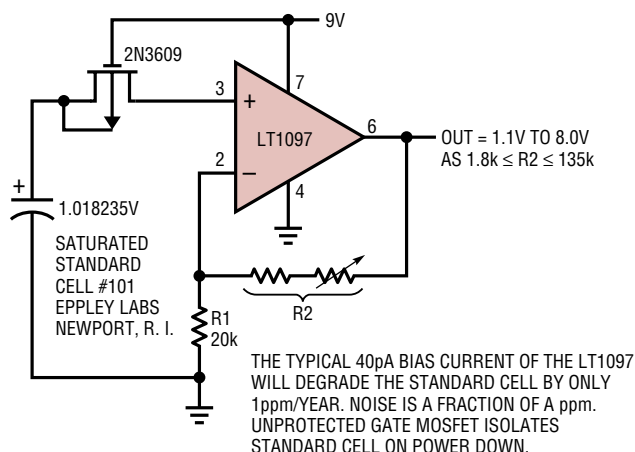 9V
2N3609
3
+
7
LT1097
6
OUT = 1.1V TO 8.0V
AS 1.8k ≤ R2 ≤ 135k
2
–
4
+
1.018235V
SATURATED
STANDARD
CELL #101
EPPLEY LABS
NEWPORT, R. I.
R2
R1
20k
THE TYPICAL 40pA BIAS CURRENT OF THE LT1097
WILL DEGRADE THE STANDARD CELL BY ONLY
1ppm/YEAR. NOISE IS A FRACTION OF A ppm.
UNPROTECTED GATE MOSFET ISOLATES
STANDARD CELL ON POWER DOWN.